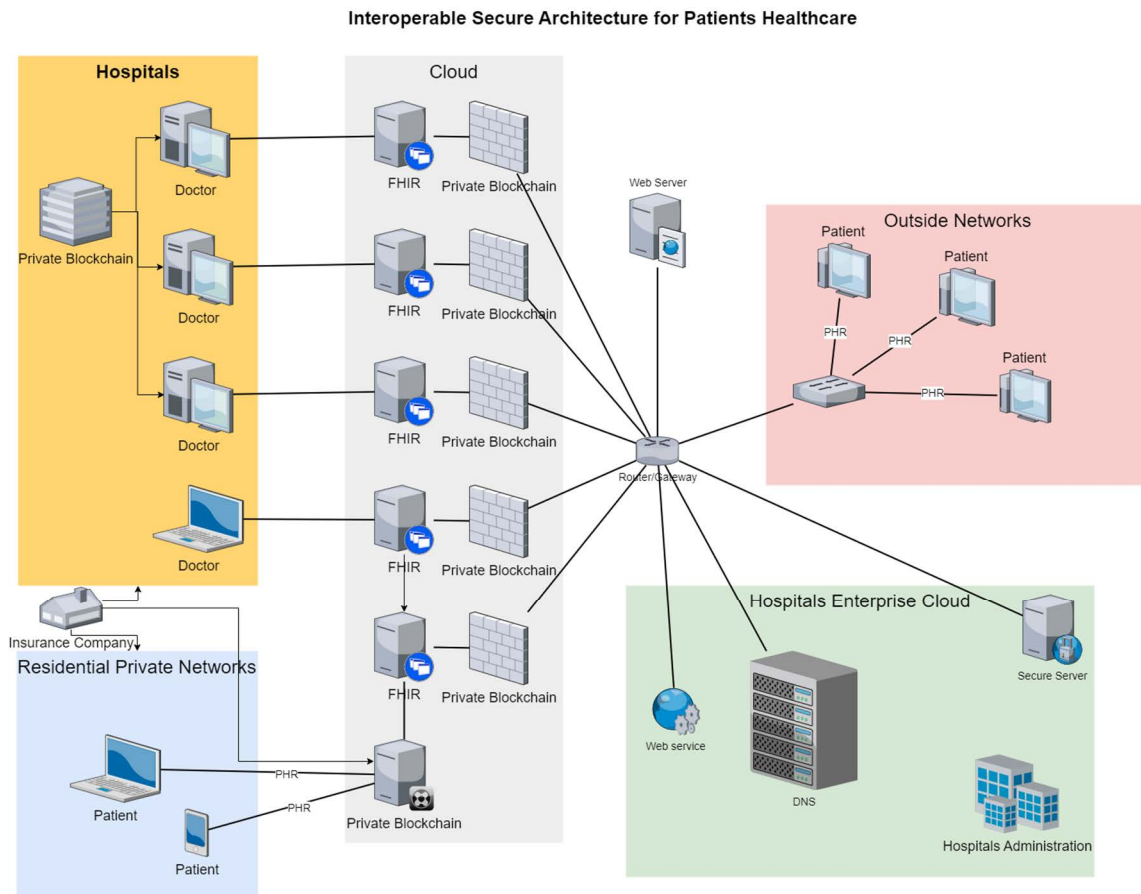 Interoperable Secure Architecture for Patients Healthcare
Hospitals
Doctor
Private Blockchain
Doctor
Doctor
Doctor
Insurance Company
Residential Private Networks
PHR
Patient
PHR
Patient
Cloud
FHIR
Private Blockchain
FHIR
Private Blockchain
FHIR
Private Blockchain
FHIR
Private Blockchain
FHIR
Private Blockchain
Private Blockchain
Web Server
Router/Gateway
Outside Networks
Patient
Patient
PHR
PHR
Patient
PHR
Hospitals Enterprise Cloud
Secure Server
Web service
DNS
Hospitals Administration